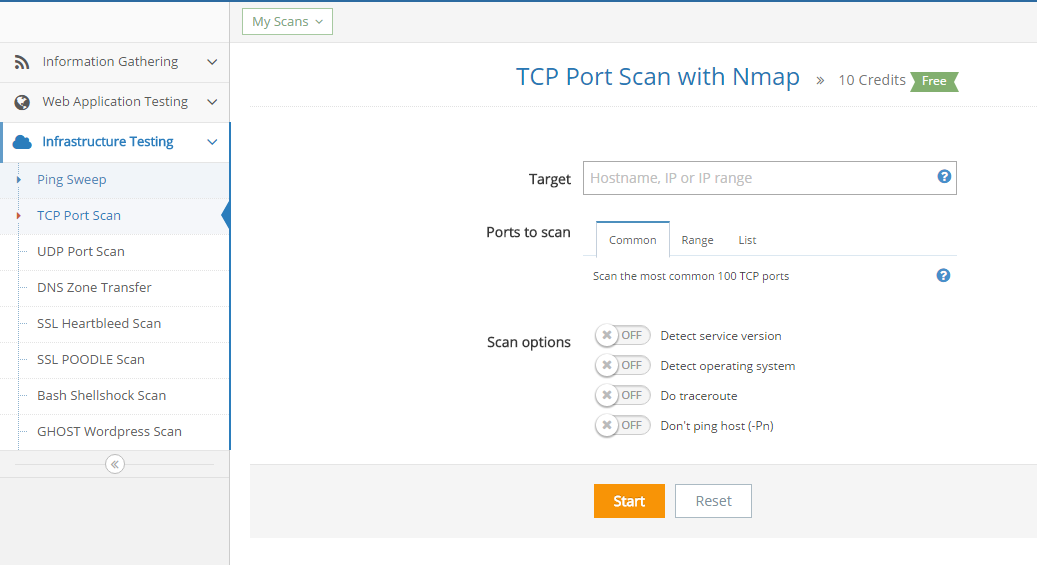 My Scans
Information Gathering
Web Application Testing
Infrastructure Testing
Ping Sweep
TCP Port Scan
UDP Port Scan
DNS Zone Transfer
SSL Heartbleed Scan
SSL POODLE Scan
Bash Shellshock Scan
GHOST Wordpress Scan
TCP Port Scan with Nmap » 10 Credits Free
Target Hostname, IP or IP range
Ports to scan Common Range List
Scan the most common 100 TCP ports
Scan options
OFF Detect service version
OFF Detect operating system
OFF Do traceroute
OFF Don't ping host (-Pn)
Start Reset